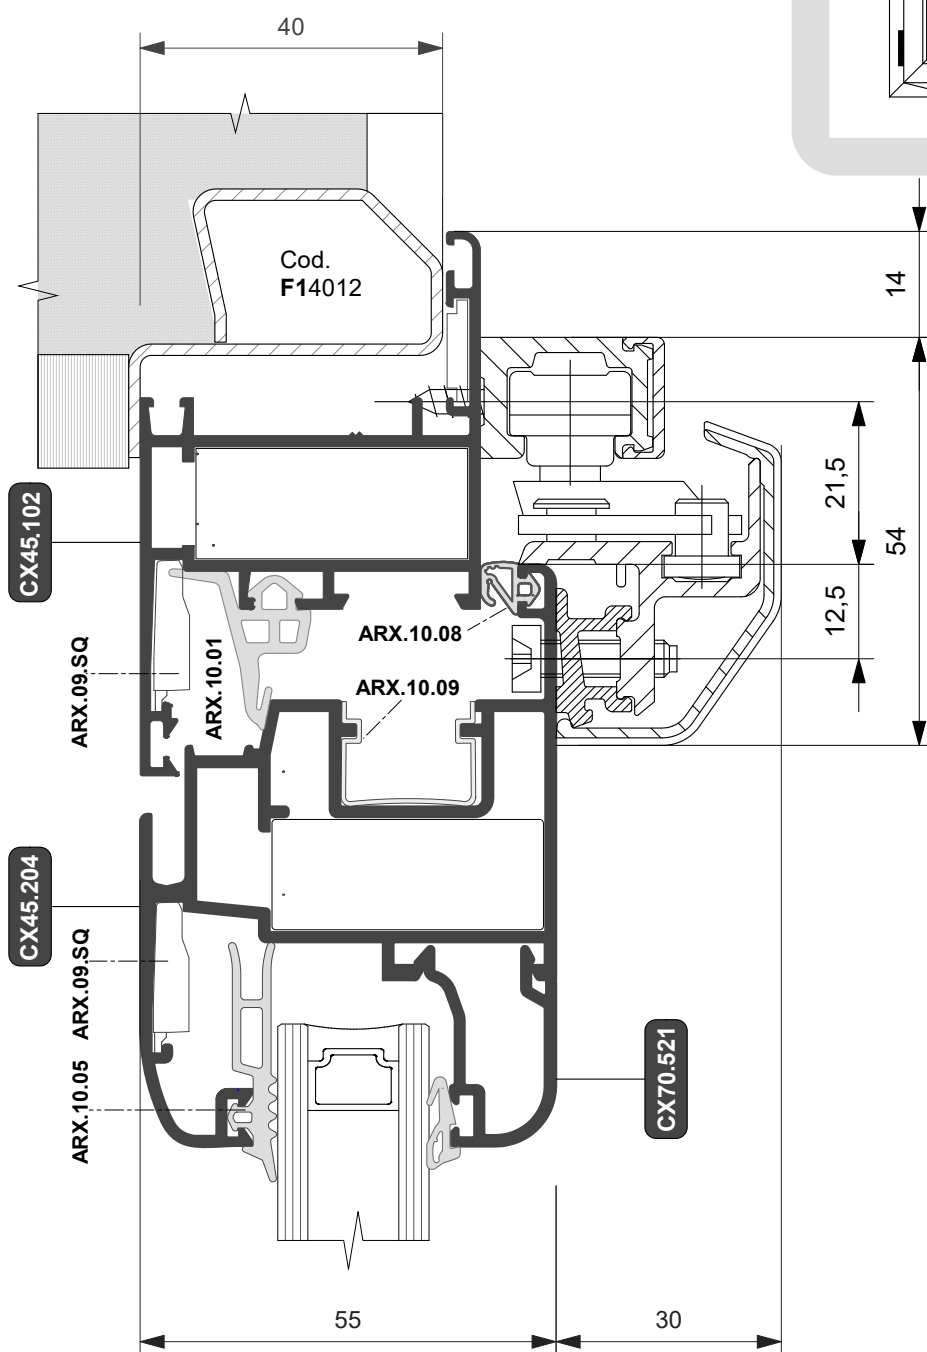 40
Cod.
F14012
14
CX45.102
21,5
54
12,5
ARX.09.SQ
ARX.10.01
ARX.10.08
ARX.10.09
CX45.204
ARX.09.SQ
ARX.10.05
CX70.521
55
30